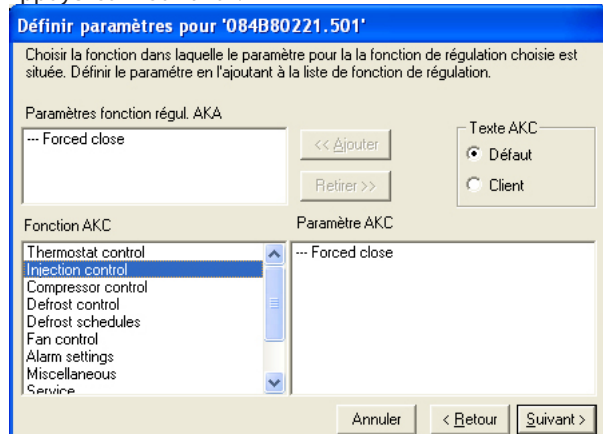 Définir paramètres pour '084B80221.501'
Choisir la fonction dans laquelle le paramètre pour la la fonction de régulation choisie est
située. Définir le paramétre en l'ajoutant à la liste de fonction de régulation.
Paramètres fonction régul. AKA
--- Forced close
<< Ajouter
Retirer >>
Texte AKC
Défaut
Client
Fonction AKC
Thermostat control
Injection control
Compressor control
Defrost control
Defrost schedules
Fan control
Alarm settings
Miscellaneous
Service
Paramètre AKC
--- Forced close
Annuler
< Retour
Suivant >